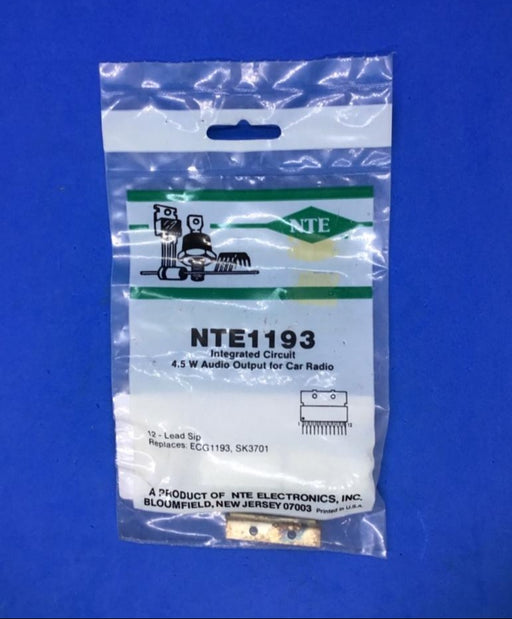 NTE
NTE1193
Integrated Circuit
4.5 W Audio Output for Car Radio
12 - Lead Sip
Replaces: ECG1193, SK3701
A PRODUCT OF NTE ELECTRONICS, INC.
BLOOMFIELD, NEW JERSEY 07003 Printed in U.S.A.